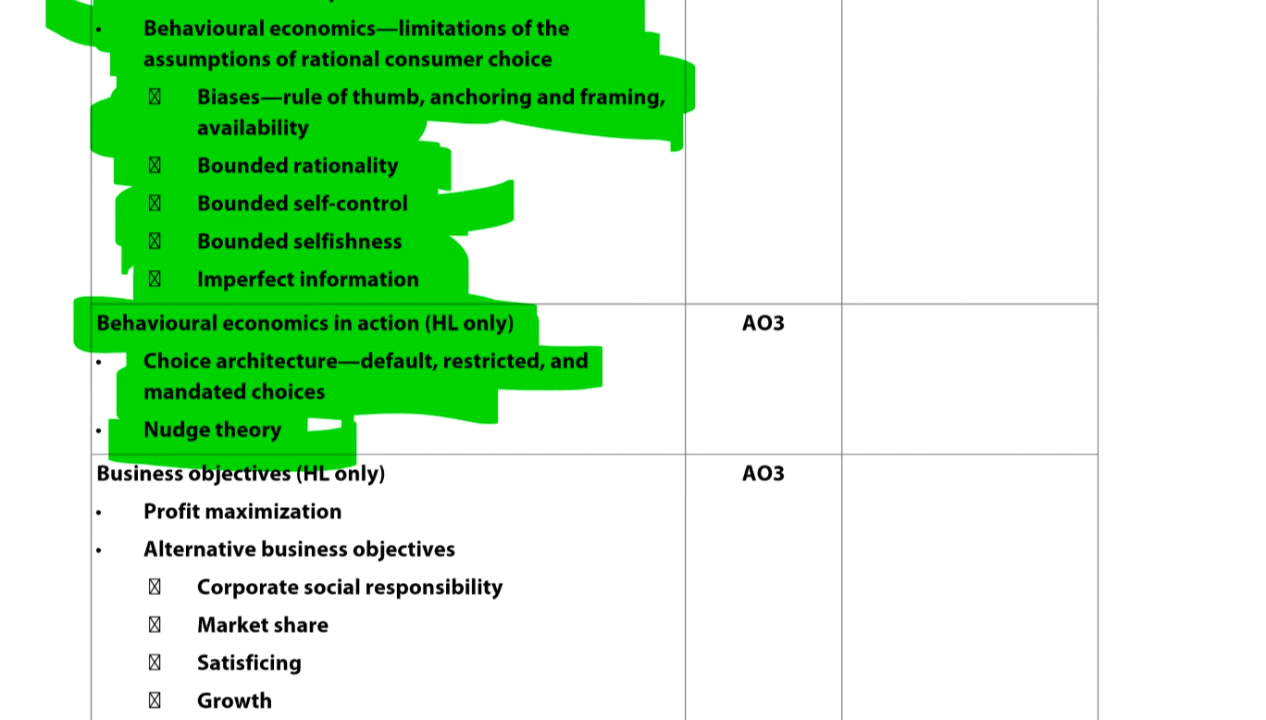 • Behavioural economics—limitations of the
assumptions of rational consumer choice
Biases—rule of thumb, anchoring and framing,
availability
Bounded rationality
Bounded self-control
Bounded selfishness
Imperfect information
Behavioural economics in action (HL only) AO3
• Choice architecture—default, restricted, and
mandated choices
• Nudge theory
Business objectives (HL only) AO3
• Profit maximization
• Alternative business objectives
Corporate social responsibility
Market share
Satisficing
Growth